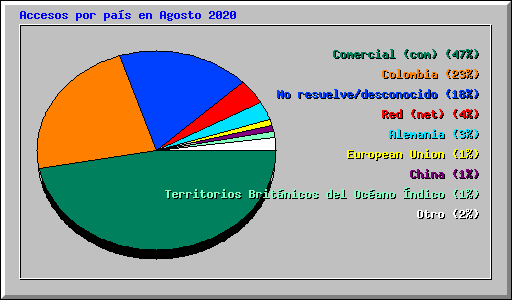 Accesos por país en Agosto 2020
Comercial (com) (47%)
Colombia (23%)
No resuelve/desconocido (18%)
Red (net) (4%)
Alemania (3%)
European Union (1%)
China (1%)
Territorios Británicos del Océano Índico (1%)
Otro (2%)